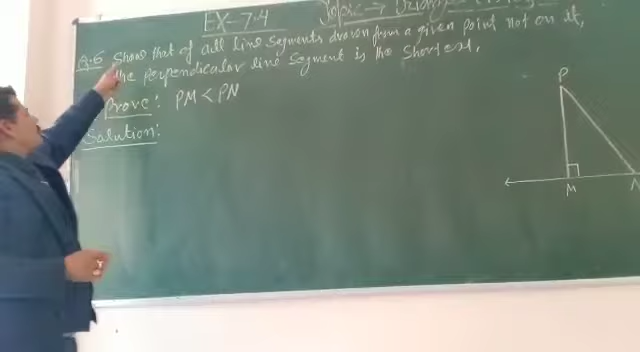 EX-7.4 Topic →
Q.6 Show that of all line segments drawn from a given point not on it,
the perpendicular line segment is the shortest.
Prove: PM < PN
Solution:
P
M N